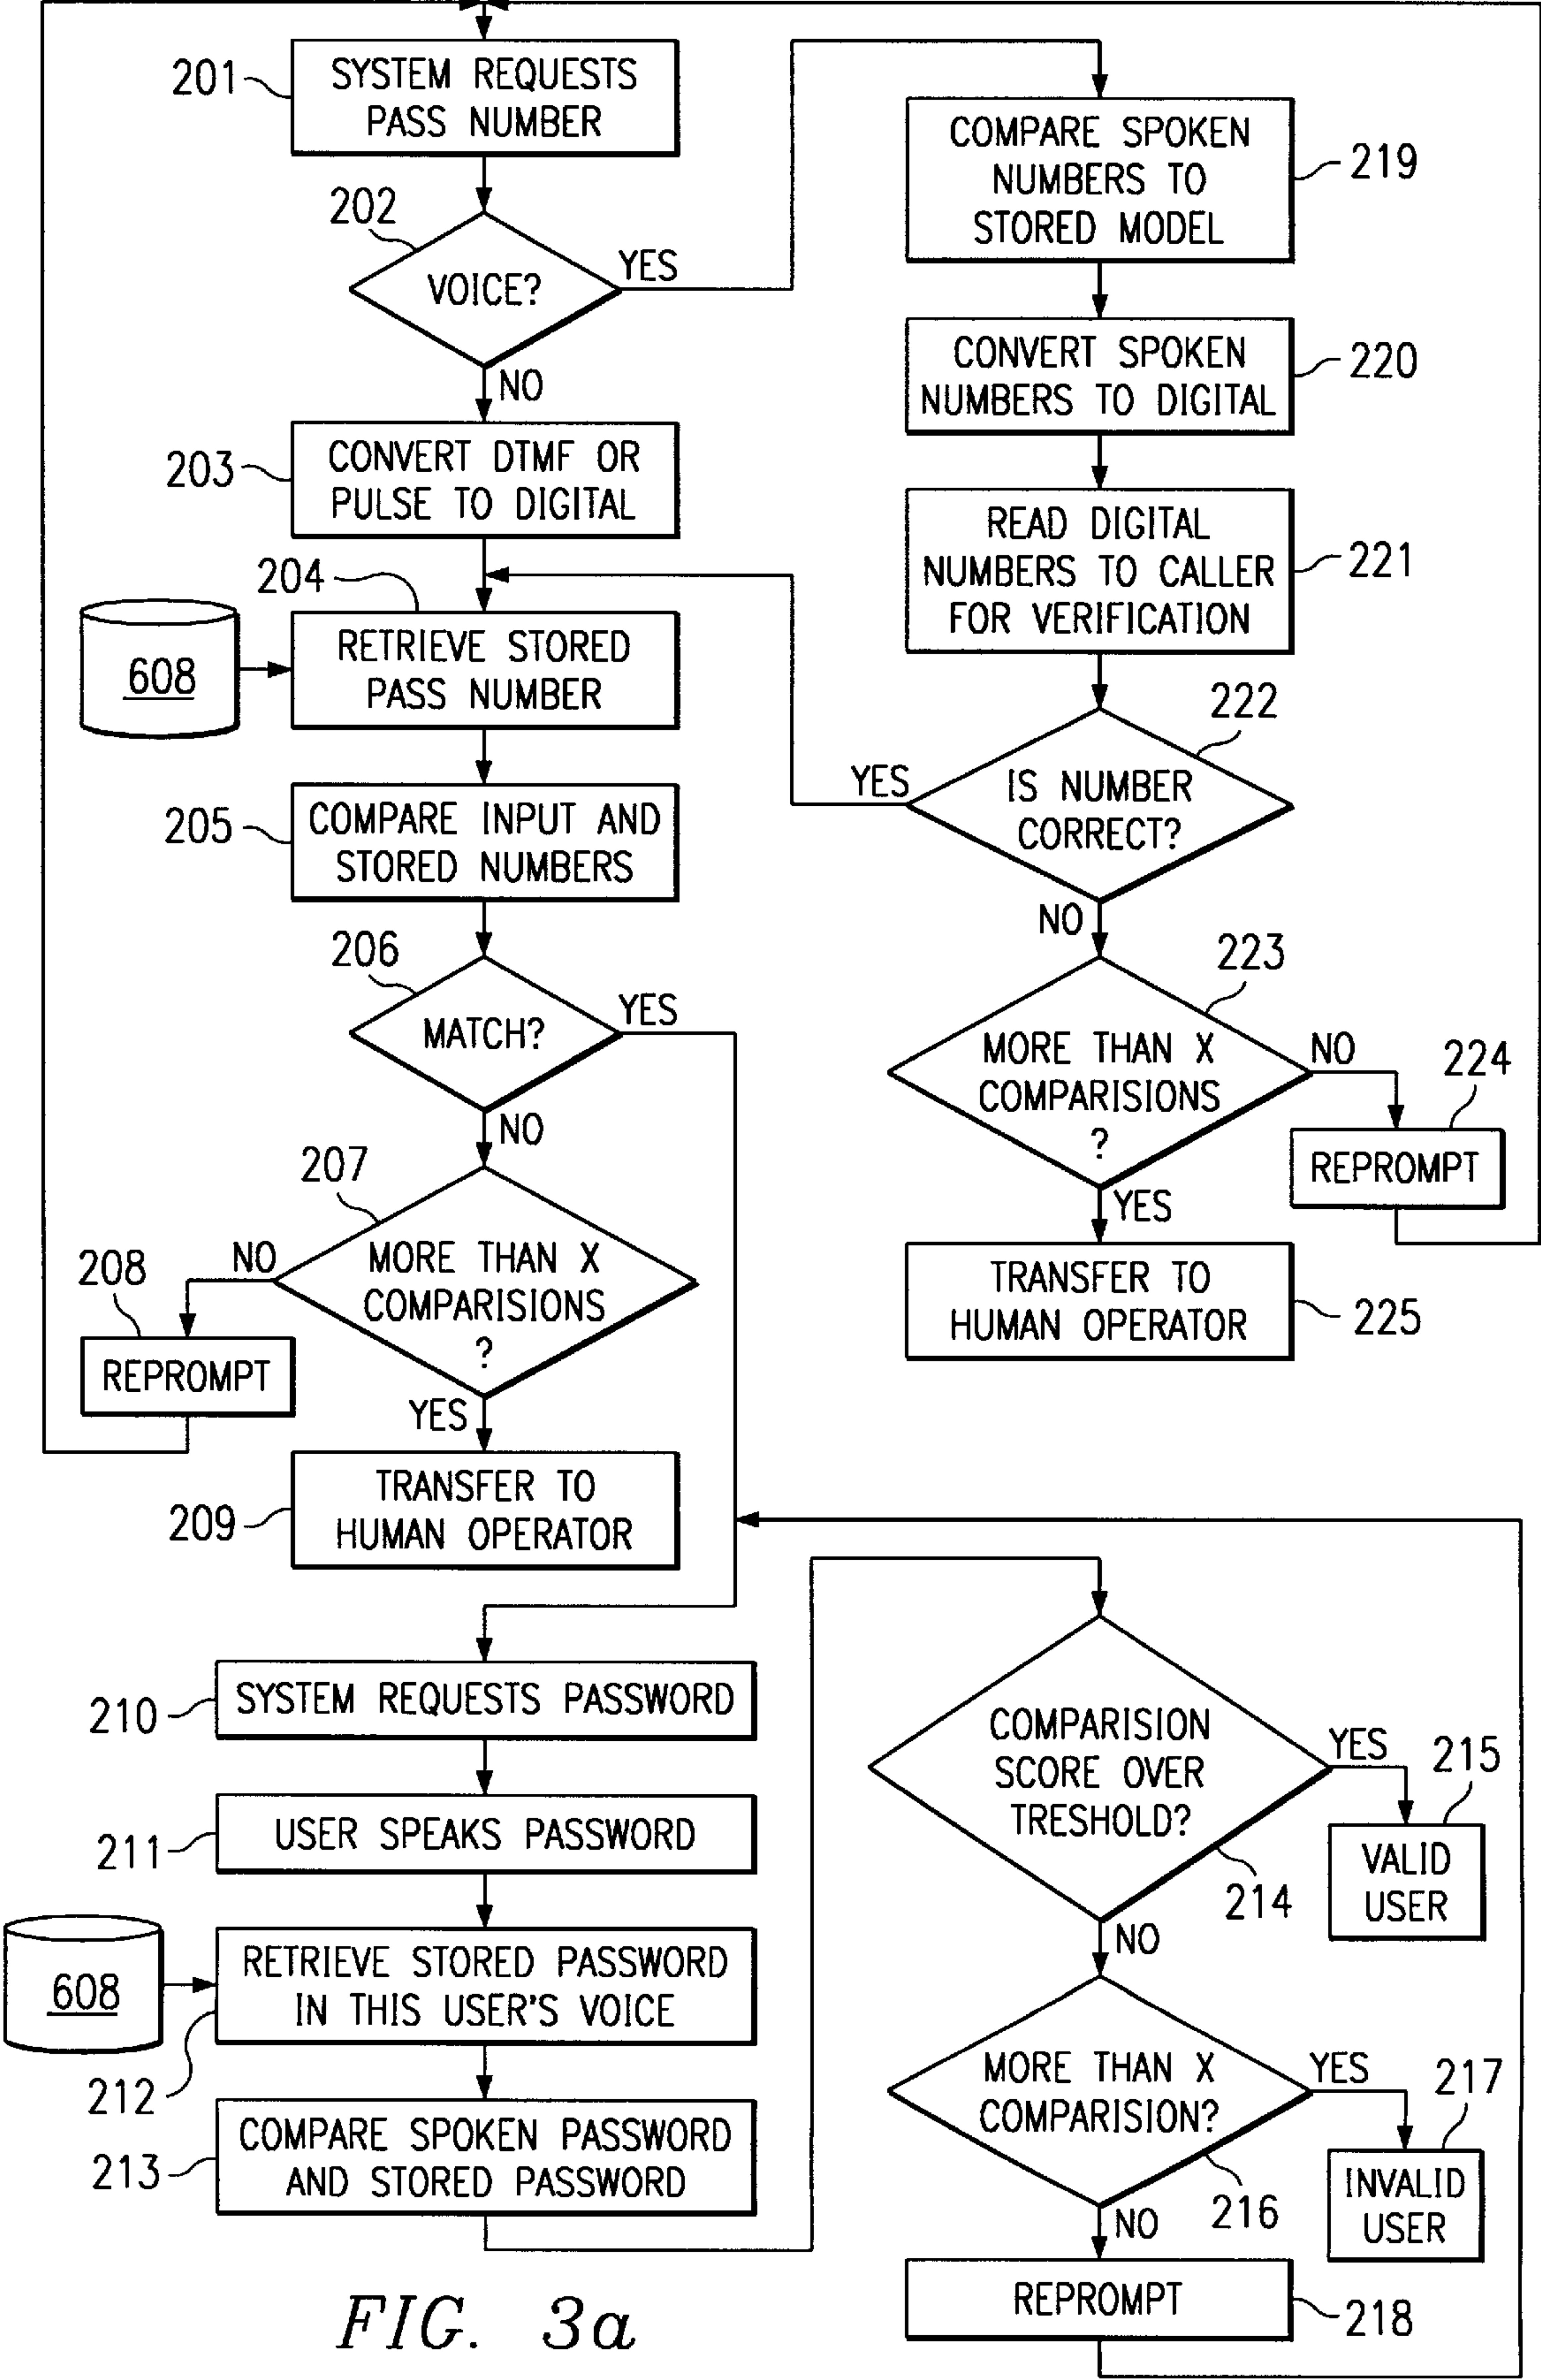 201
SYSTEM REQUESTS
PASS NUMBER
202
VOICE?
YES
NO
203
CONVERT DTMF OR
PULSE TO DIGITAL
204
608
RETRIEVE STORED
PASS NUMBER
205
COMPARE INPUT AND
STORED NUMBERS
206
MATCH?
YES
NO
207
MORE THAN X
COMPARISIONS
?
NO
208
REPROMPT
YES
209
TRANSFER TO
HUMAN OPERATOR
COMPARE SPOKEN
NUMBERS TO
STORED MODEL
219
CONVERT SPOKEN
NUMBERS TO DIGITAL
220
READ DIGITAL
NUMBERS TO CALLER
FOR VERIFICATION
221
222
IS NUMBER
CORRECT?
YES
NO
223
MORE THAN X
COMPARISIONS
?
NO
224
REPROMPT
YES
TRANSFER TO
HUMAN OPERATOR
225
210
SYSTEM REQUESTS PASSWORD
211
USER SPEAKS PASSWORD
608
RETRIEVE STORED PASSWORD
IN THIS USER'S VOICE
212
213
COMPARE SPOKEN PASSWORD
AND STORED PASSWORD
COMPARISION
SCORE OVER
TRESHOLD?
214
YES
215
VALID
USER
NO
MORE THAN X
COMPARISION?
216
YES
217
INVALID
USER
NO
REPROMPT
218
FIG. 3a